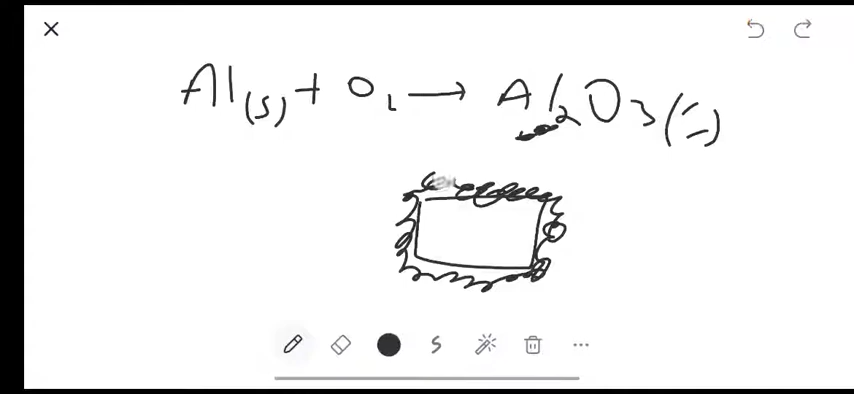 Al(s) + O₂ → Al₂O₃(s)